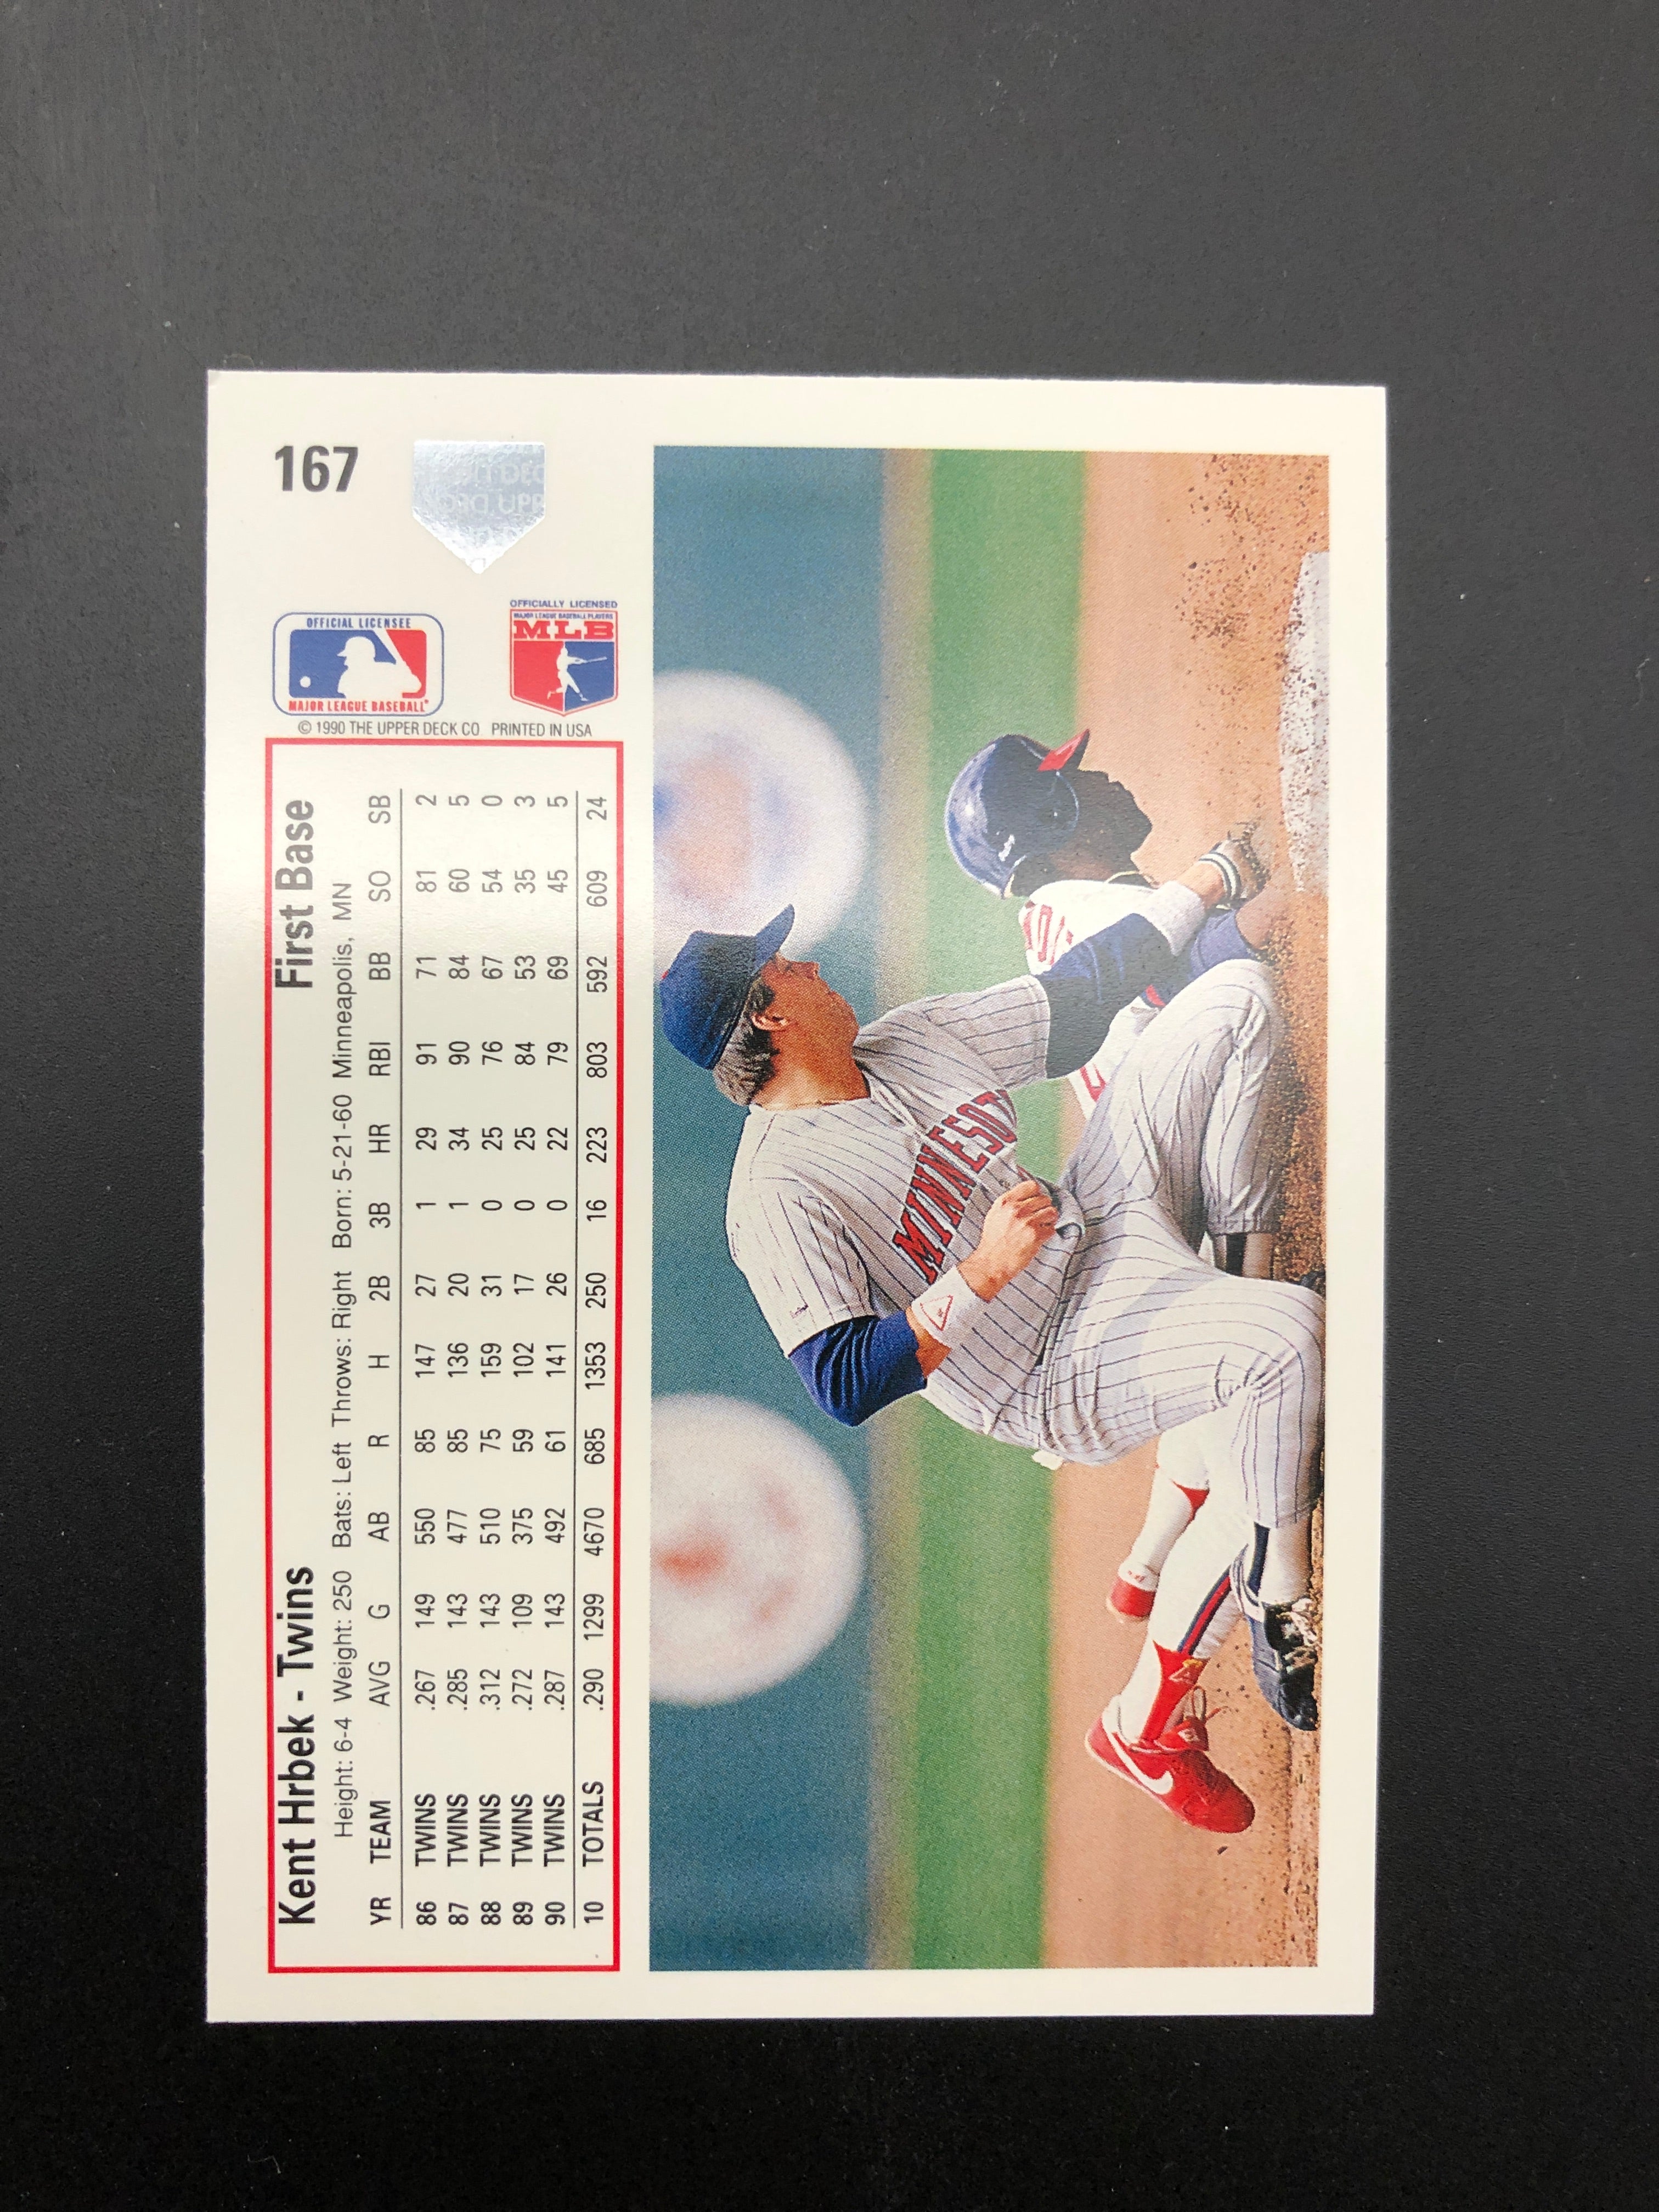 167
OFFICIAL LICENSEE
MAJOR LEAGUE BASEBALL
OFFICIALLY LICENSED
MAJOR LEAGUE BASEBALL PLAYERS
MLB
© 1990 THE UPPER DECK CO. PRINTED IN USA
Kent Hrbek - Twins First Base
Height: 6-4 Weight: 250 Bats: Left Throws: Right Born: 5-21-60 Minneapolis, MN
YR TEAM AVG G AB R H 2B 3B HR RBI BB SO SB
86 TWINS .267 149 550 85 147 27 1 29 91 71 81 2
87 TWINS .285 143 477 85 136 20 1 34 90 84 60 5
88 TWINS .312 143 510 75 159 31 0 25 76 67 54 0
89 TWINS .272 109 375 59 102 17 0 25 84 53 35 3
90 TWINS .287 143 492 61 141 26 0 22 79 69 45 5
10 TOTALS .290 1299 4670 685 1353 250 16 223 803 592 609 24
MINNESOT